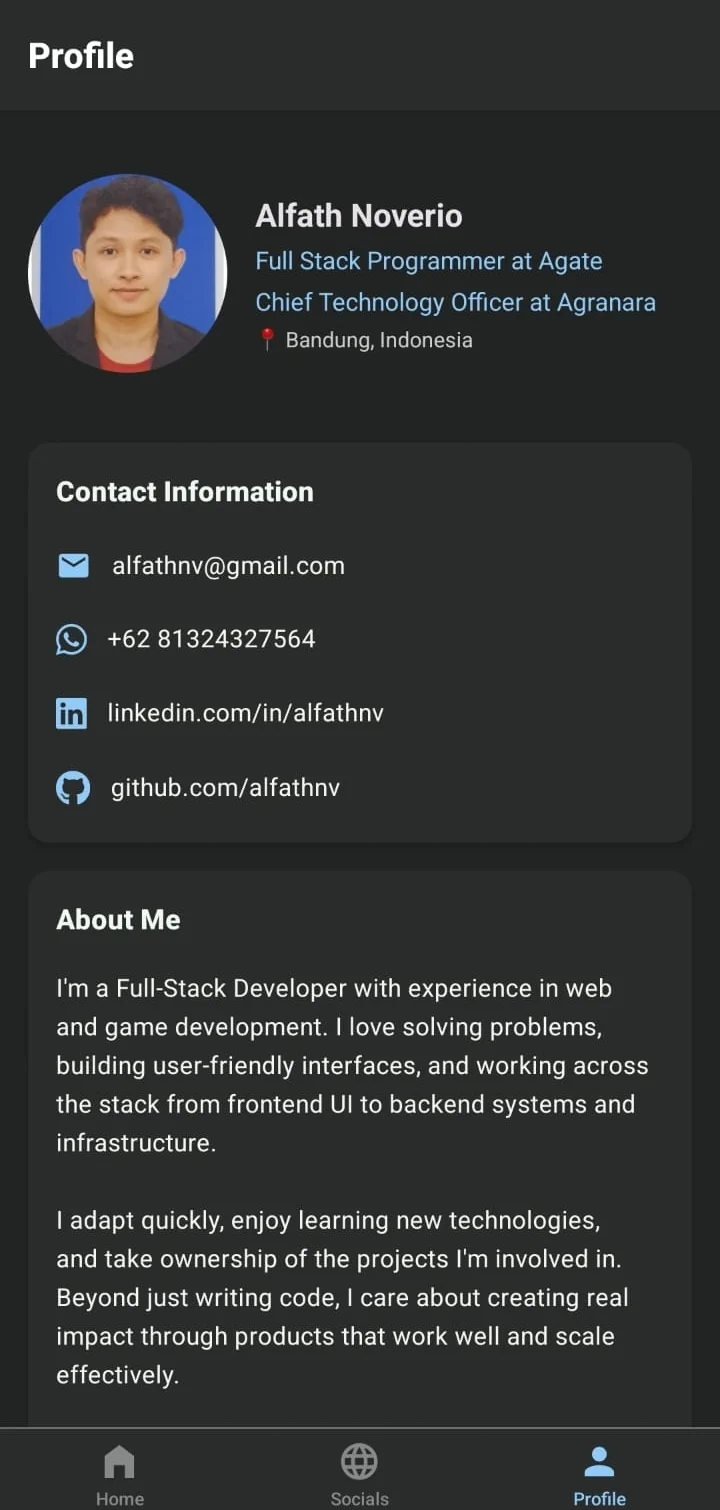 Profile
Alfath Noverio
Full Stack Programmer at Agate
Chief Technology Officer at Agranara
📍 Bandung, Indonesia
Contact Information
alfathnv@gmail.com
+62 81324327564
linkedin.com/in/alfathnv
github.com/alfathnv
About Me
I'm a Full-Stack Developer with experience in web
and game development. I love solving problems,
building user-friendly interfaces, and working across
the stack from frontend UI to backend systems and
infrastructure.
I adapt quickly, enjoy learning new technologies,
and take ownership of the projects I'm involved in.
Beyond just writing code, I care about creating real
impact through products that work well and scale
effectively.
Home
Socials
Profile